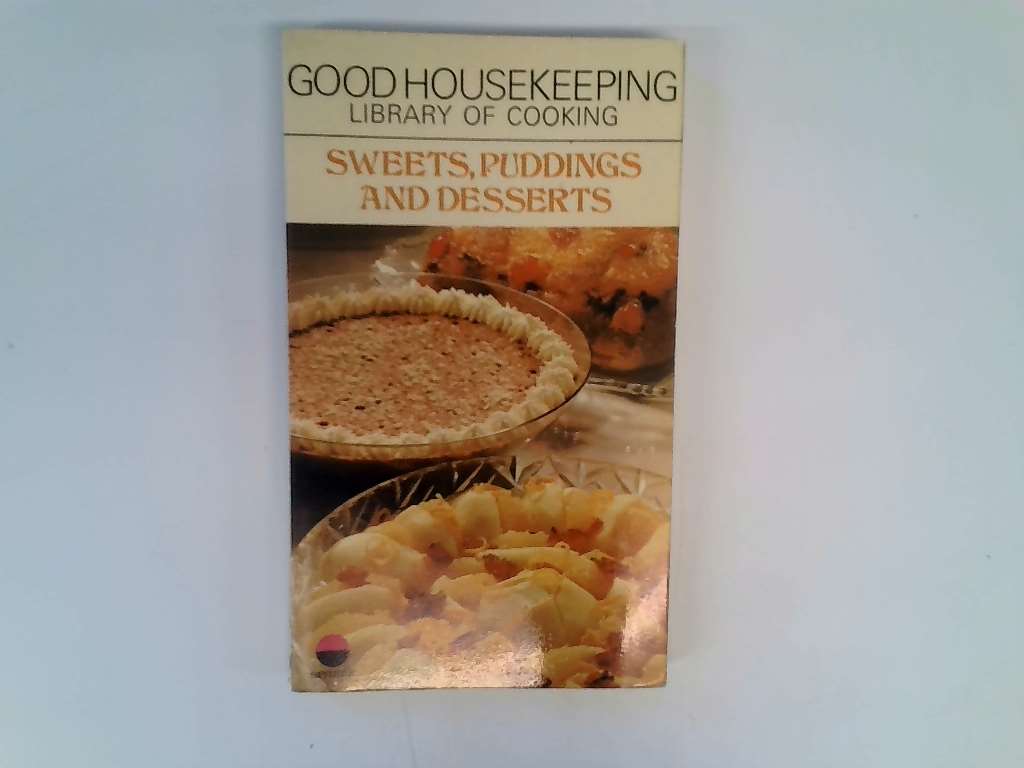 GOOD HOUSEKEEPING
LIBRARY OF COOKING
SWEETS, PUDDINGS
AND DESSERTS